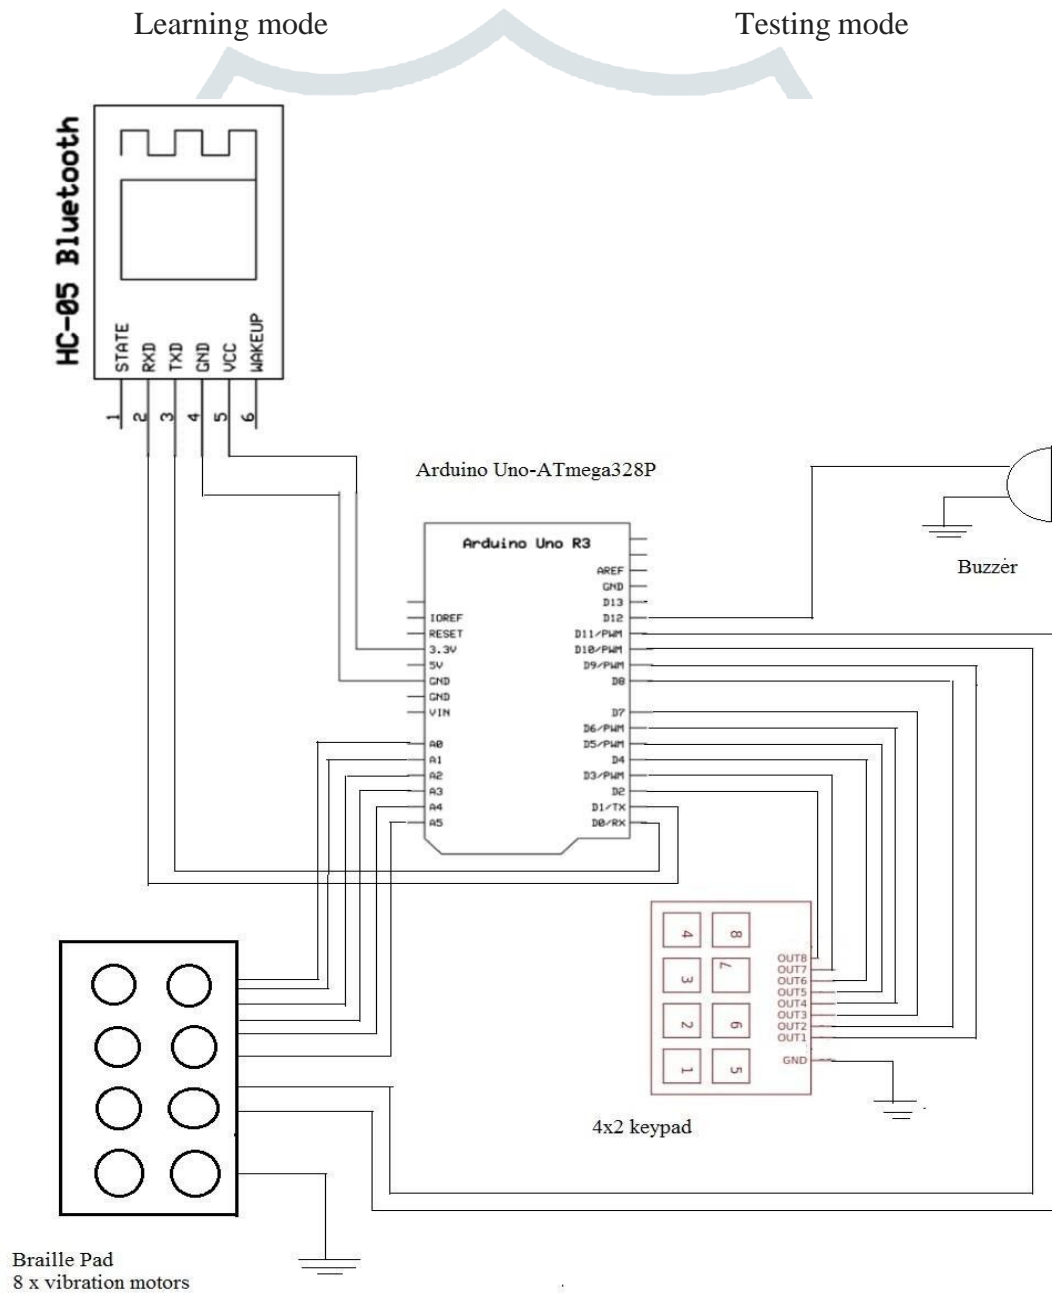 Learning mode
Testing mode
HC-05 Bluetooth
STATE
RXD
TXD
GND
VCC
WAKEUP
1
2
3
4
5
6
Arduino Uno-ATmega328P
Arduino Uno R3
IOREF
RESET
3.3V
5V
GND
GND
VIN
A0
A1
A2
A3
A4
A5
AREF
GND
D13
D12
D11/PWM
D10/PWM
D9/PWM
D8
D7
D6/PWM
D5/PWM
D4
D3/PWM
D2
D1/TX
D0/RX
Buzzer
4 8
3 7
2 6
1 5
OUT8
OUT7
OUT6
OUT5
OUT4
OUT3
OUT2
OUT1
GND
4x2 keypad
Braille Pad
8 x vibration motors